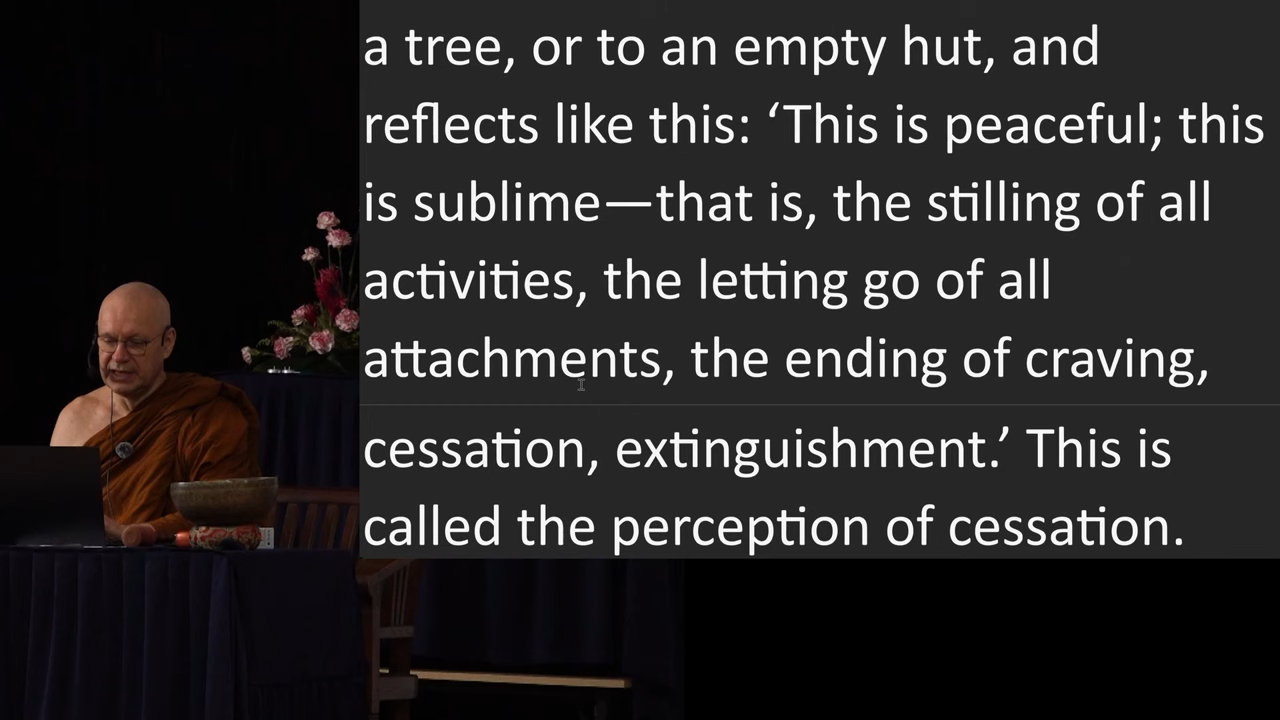 a tree, or to an empty hut, and
reflects like this: ‘This is peaceful; this
is sublime—that is, the stilling of all
activities, the letting go of all
attachments, the ending of craving,
cessation, extinguishment.’ This is
called the perception of cessation.